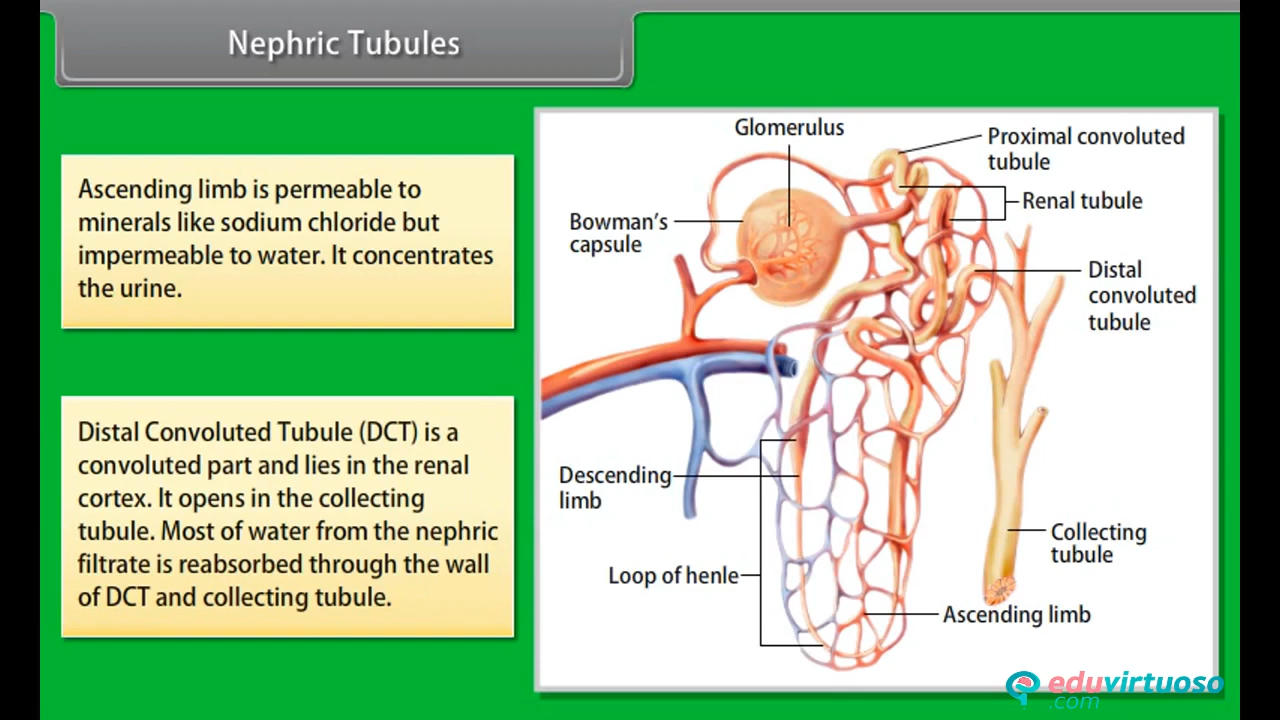 Nephric Tubules
Ascending limb is permeable to
minerals like sodium chloride but
impermeable to water. It concentrates
the urine.
Distal Convoluted Tubule (DCT) is a
convoluted part and lies in the renal
cortex. It opens in the collecting
tubule. Most of water from the nephric
filtrate is reabsorbed through the wall
of DCT and collecting tubule.
Glomerulus
Proximal convoluted
tubule
Renal tubule
Bowman's
capsule
Distal
convoluted
tubule
Descending
limb
Collecting
tubule
Loop of henle
Ascending limb
eduvirtuoso
.com